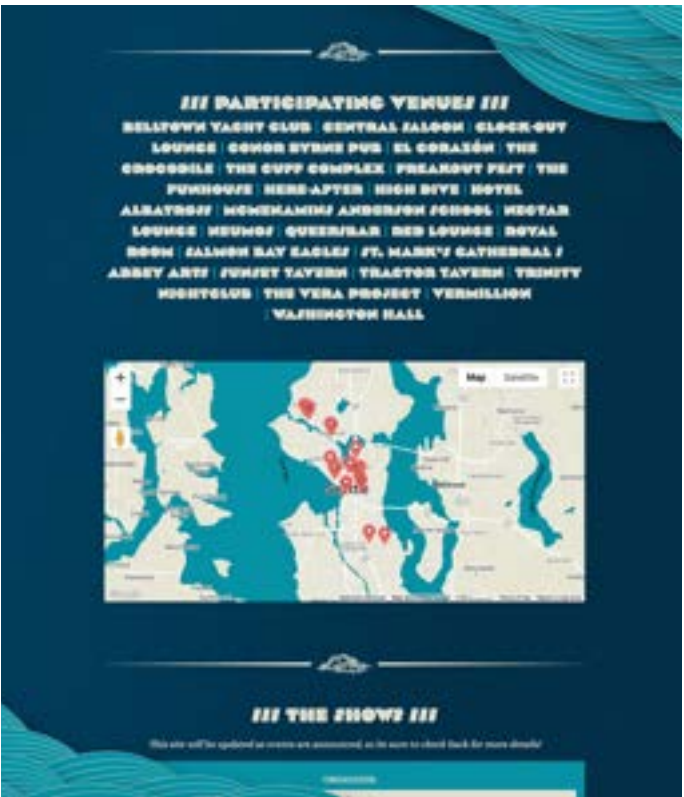 /// PARTICIPATING VENUES ///
BELLTOWN YACHT CLUB | CENTRAL SALOON | CLOCK-OUT
LOUNGE | CONOR BYRNE PUB | EL CORAZÓN | THE
CROCODILE | THE CUFF COMPLEX | FREAKOUT FEST | THE
FUNHOUSE | HERE-AFTER | HIGH DIVE | HOTEL
ALBATROSS | MCMENAMINS ANDERSON SCHOOL | NECTAR
LOUNGE | NEUMOS | QUEER/BAR | RED LOUNGE | ROYAL
ROOM | SALMON BAY EAGLES | ST. MARK'S CATHEDRAL /
ABBEY ARTS | SUNSET TAVERN | TRACTOR TAVERN | TRINITY
NIGHTCLUB | THE VERA PROJECT | VERMILLION
| WASHINGTON HALL
+
Map Satellite
−
Bellevue
/// THE SHOWS ///
This site will be updated as events are announced, so be sure to check back for more details!